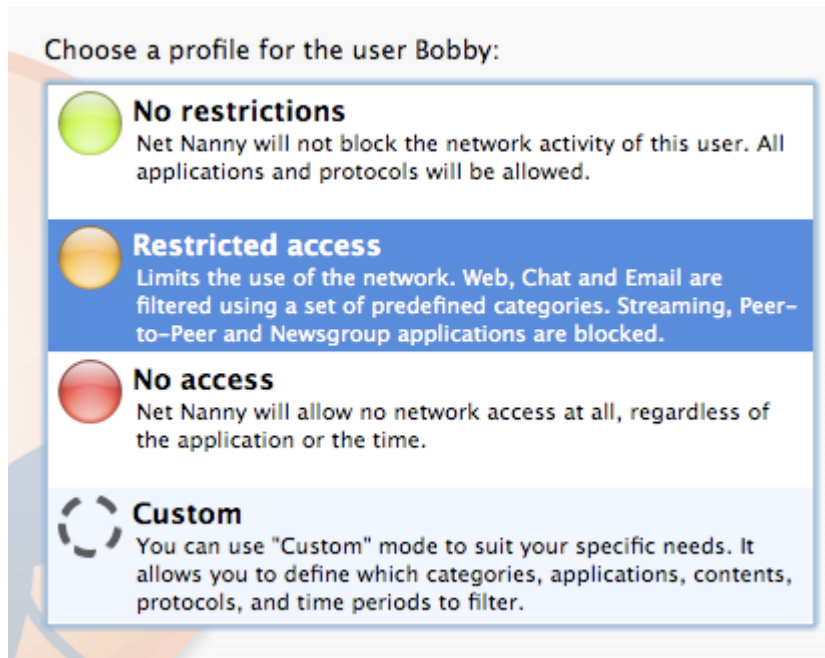 Choose a profile for the user Bobby:
No restrictions
Net Nanny will not block the network activity of this user. All
applications and protocols will be allowed.
Restricted access
Limits the use of the network. Web, Chat and Email are
filtered using a set of predefined categories. Streaming, Peer-
to-Peer and Newsgroup applications are blocked.
No access
Net Nanny will allow no network access at all, regardless of
the application or the time.
Custom
You can use "Custom" mode to suit your specific needs. It
allows you to define which categories, applications, contents,
protocols, and time periods to filter.